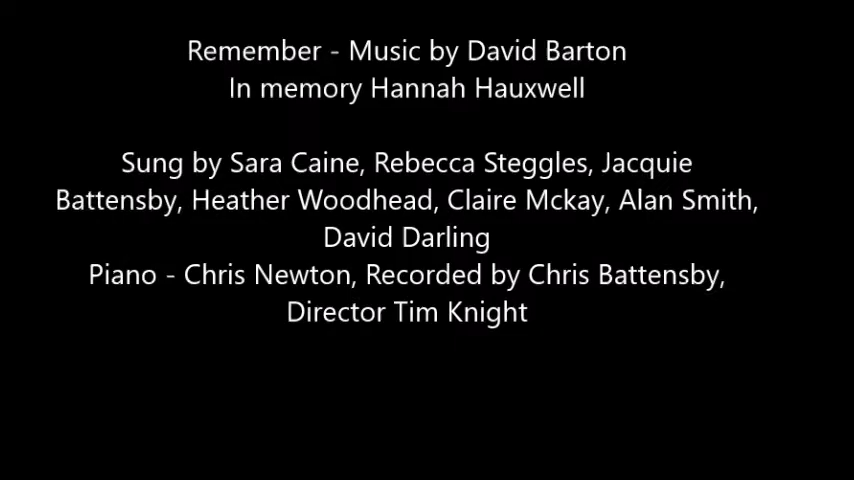 Remember - Music by David Barton
In memory Hannah Hauxwell
Sung by Sara Caine, Rebecca Steggles, Jacquie
Battensby, Heather Woodhead, Claire Mckay, Alan Smith,
David Darling
Piano - Chris Newton, Recorded by Chris Battensby,
Director Tim Knight